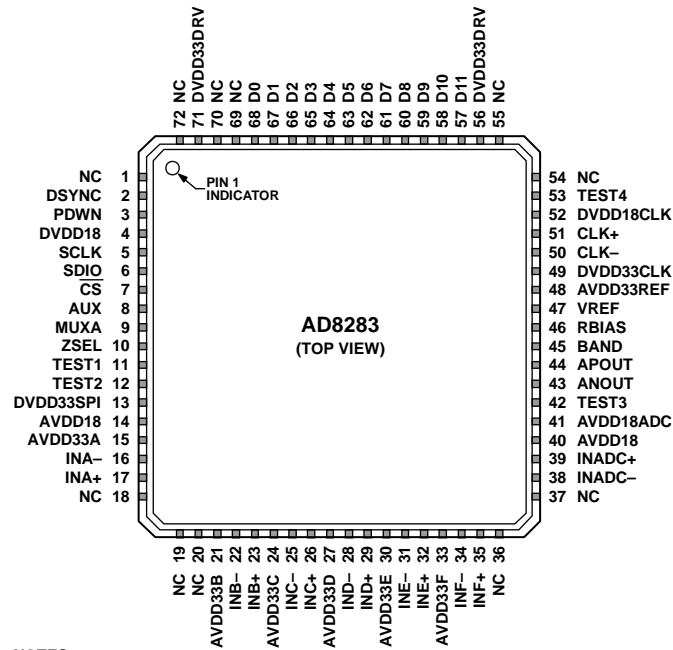 72 NC
71 DVDD33DRV
70 NC
69 NC
68 D0
67 D1
66 D2
65 D3
64 D4
63 D5
62 D6
61 D7
60 D8
59 D9
58 D10
57 D11
56 DVDD33DRV
55 NC
NC 1
DSYNC 2
PDWN 3
DVDD18 4
SCLK 5
SDIO 6
CS 7
AUX 8
MUXA 9
ZSEL 10
TEST1 11
TEST2 12
DVDD33SPI 13
AVDD18 14
AVDD33A 15
INA– 16
INA+ 17
NC 18
PIN 1
INDICATOR
AD8283
(TOP VIEW)
54 NC
53 TEST4
52 DVDD18CLK
51 CLK+
50 CLK–
49 DVDD33CLK
48 AVDD33REF
47 VREF
46 RBIAS
45 BAND
44 APOUT
43 ANOUT
42 TEST3
41 AVDD18ADC
40 AVDD18
39 INADC+
38 INADC–
37 NC
NC 19
NC 20
AVDD33B 21
INB– 22
INB+ 23
AVDD33C 24
INC– 25
INC+ 26
AVDD33D 27
IND– 28
IND+ 29
AVDD33E 30
INE– 31
INE+ 32
AVDD33F 33
INF– 34
INF+ 35
NC 36